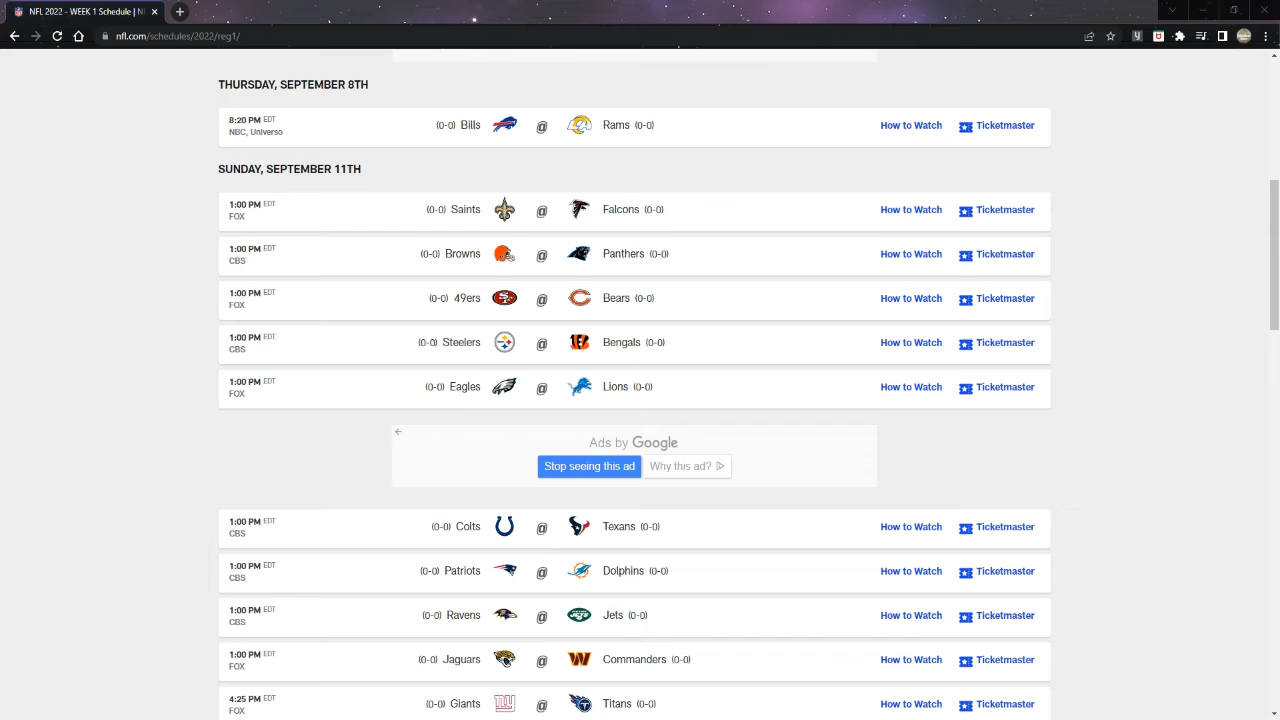 NFL 2022 - WEEK 1 Schedule | N
nfl.com/schedules/2022/reg1/
THURSDAY, SEPTEMBER 8TH
8:20 PM EDT
NBC, Universo
(0-0) Bills @ Rams (0-0)
How to Watch Ticketmaster
SUNDAY, SEPTEMBER 11TH
1:00 PM EDT
FOX
(0-0) Saints @ Falcons (0-0)
How to Watch Ticketmaster
1:00 PM EDT
CBS
(0-0) Browns @ Panthers (0-0)
How to Watch Ticketmaster
1:00 PM EDT
FOX
(0-0) 49ers @ Bears (0-0)
How to Watch Ticketmaster
1:00 PM EDT
CBS
(0-0) Steelers @ Bengals (0-0)
How to Watch Ticketmaster
1:00 PM EDT
FOX
(0-0) Eagles @ Lions (0-0)
How to Watch Ticketmaster
Ads by Google
Stop seeing this ad Why this ad?
1:00 PM EDT
CBS
(0-0) Colts @ Texans (0-0)
How to Watch Ticketmaster
1:00 PM EDT
CBS
(0-0) Patriots @ Dolphins (0-0)
How to Watch Ticketmaster
1:00 PM EDT
CBS
(0-0) Ravens @ Jets (0-0)
How to Watch Ticketmaster
1:00 PM EDT
FOX
(0-0) Jaguars @ Commanders (0-0)
How to Watch Ticketmaster
4:25 PM EDT
FOX
(0-0) Giants @ Titans (0-0)
How to Watch Ticketmaster